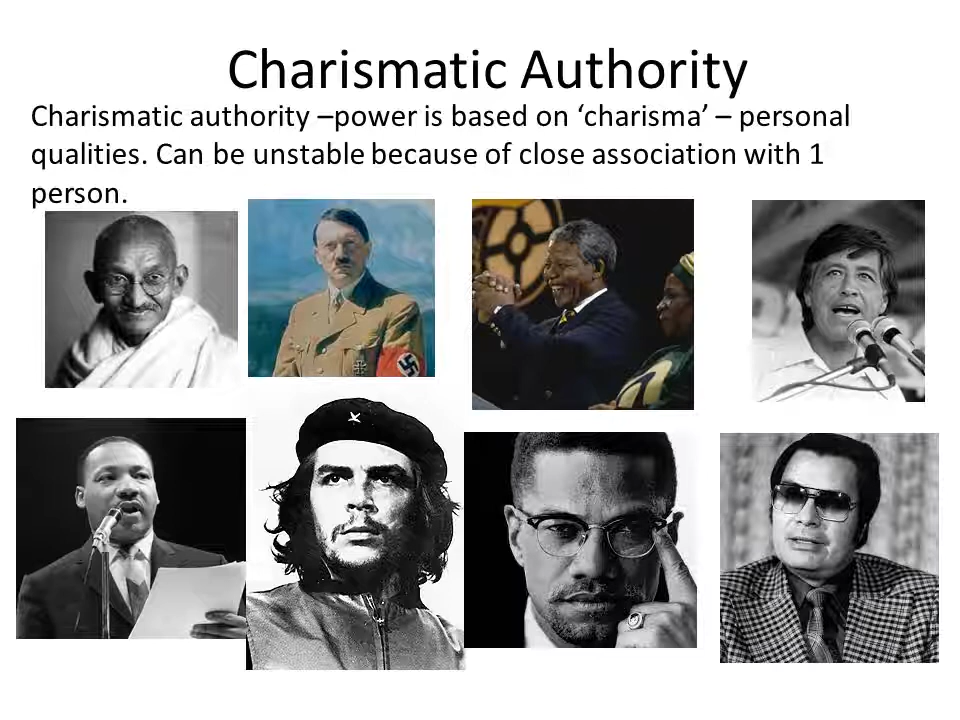 Charismatic Authority
Charismatic authority –power is based on ‘charisma’ – personal
qualities. Can be unstable because of close association with 1
person.